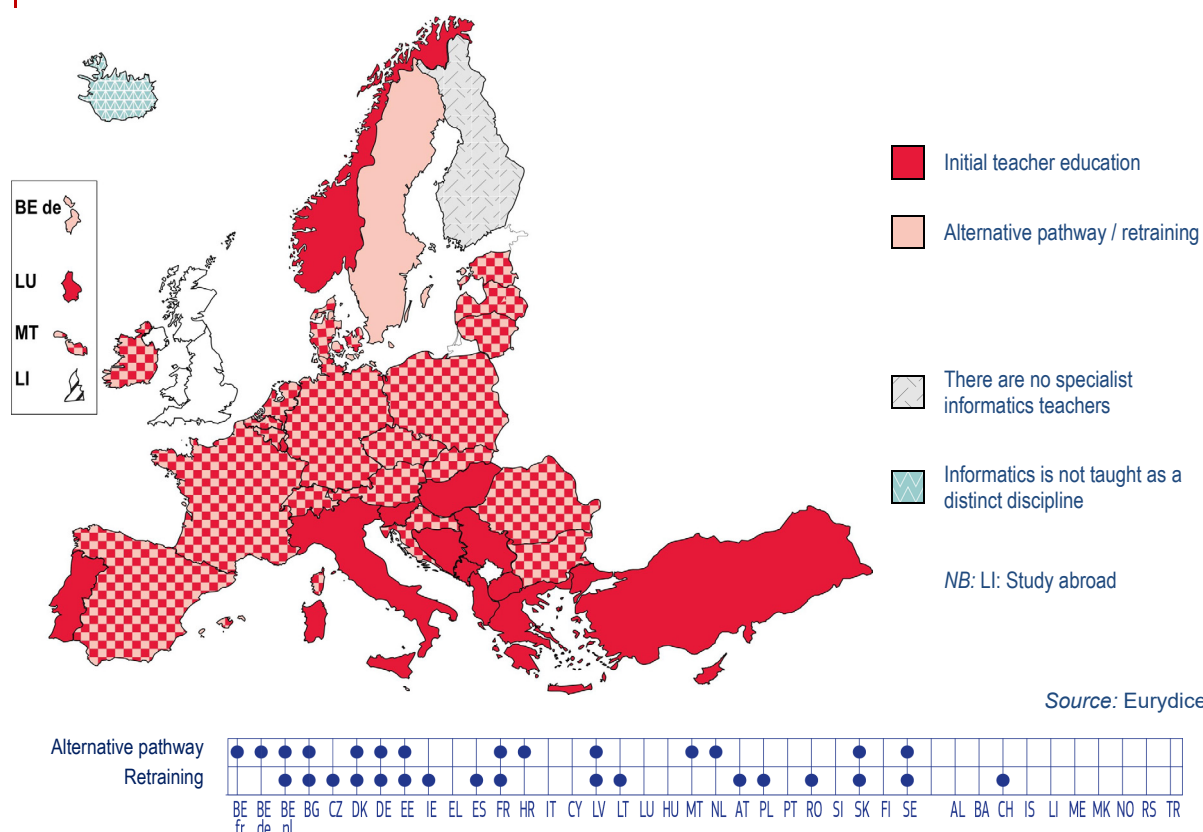 BE de
LU
MT
LI
Initial teacher education
Alternative pathway / retraining
There are no specialist
informatics teachers
Informatics is not taught as a
distinct discipline
NB: LI: Study abroad
Source: Eurydice
Alternative pathway
Retraining
BE fr BE de BE nl BG CZ DK DE EE IE EL ES FR HR IT CY LV LT LU HU MT NL AT PL PT RO SI SK FI SE AL BA CH IS LI ME MK NO RS TR